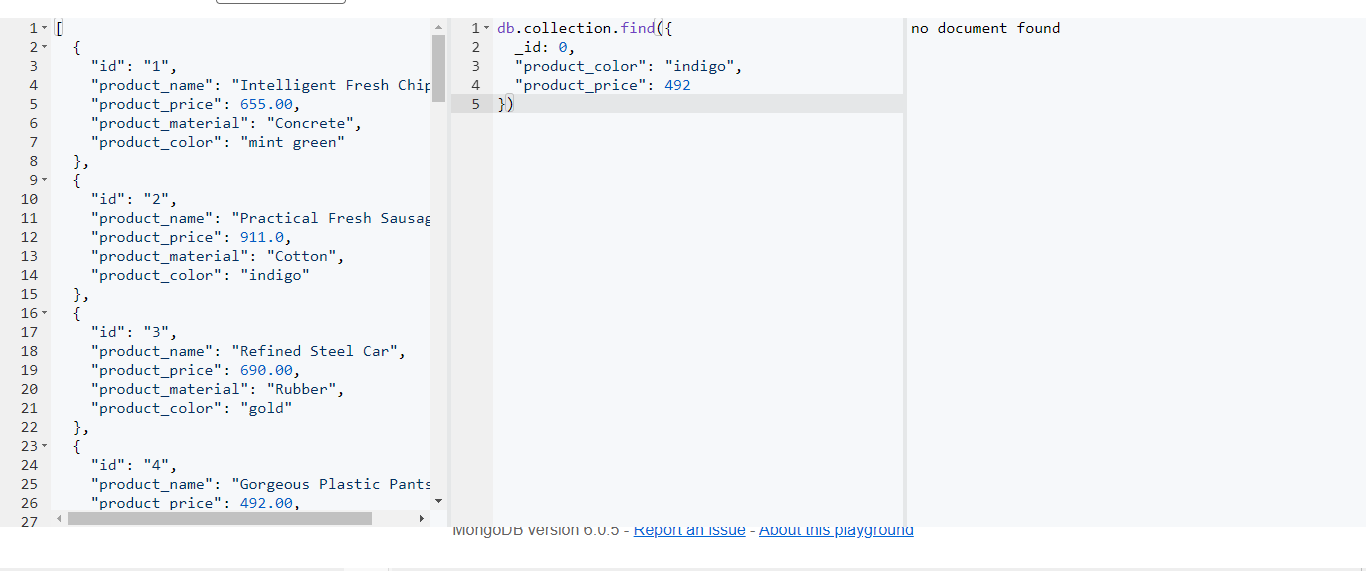 1 [
2 {
3 "id": "1",
4 "product_name": "Intelligent Fresh Chip
5 "product_price": 655.00,
6 "product_material": "Concrete",
7 "product_color": "mint green"
8 },
9 {
10 "id": "2",
11 "product_name": "Practical Fresh Sausag
12 "product_price": 911.0,
13 "product_material": "Cotton",
14 "product_color": "indigo"
15 },
16 {
17 "id": "3",
18 "product_name": "Refined Steel Car",
19 "product_price": 690.00,
20 "product_material": "Rubber",
21 "product_color": "gold"
22 },
23 {
24 "id": "4",
25 "product_name": "Gorgeous Plastic Pants
26 "product_price": 492.00,
27
1 db.collection.find({
2 _id: 0,
3 "product_color": "indigo",
4 "product_price": 492
5 })
no document found
MongoDB version 6.0.5 - Report an issue - About this playground